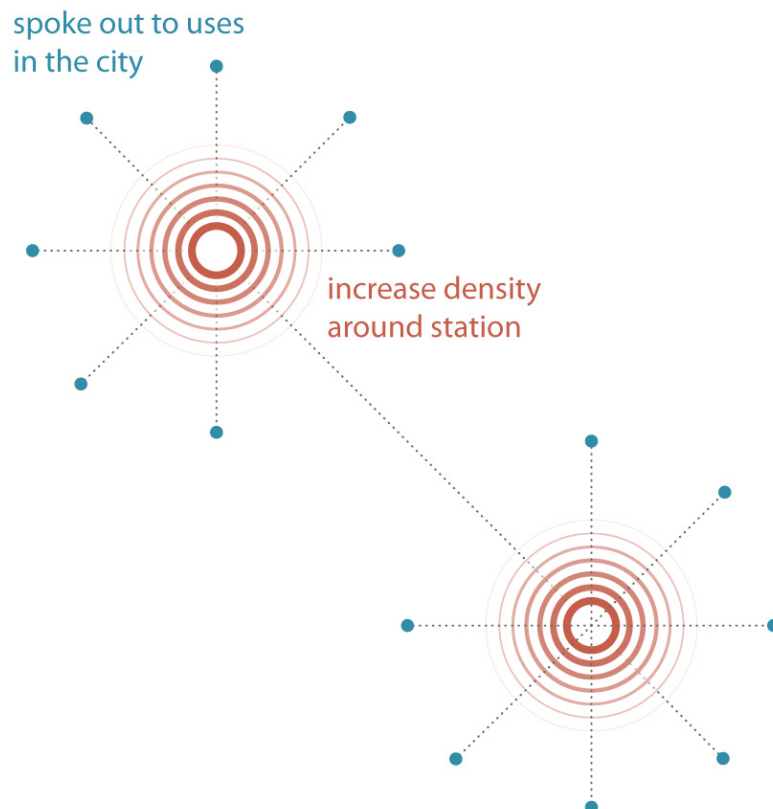 spoke out to uses
in the city
increase density
around station